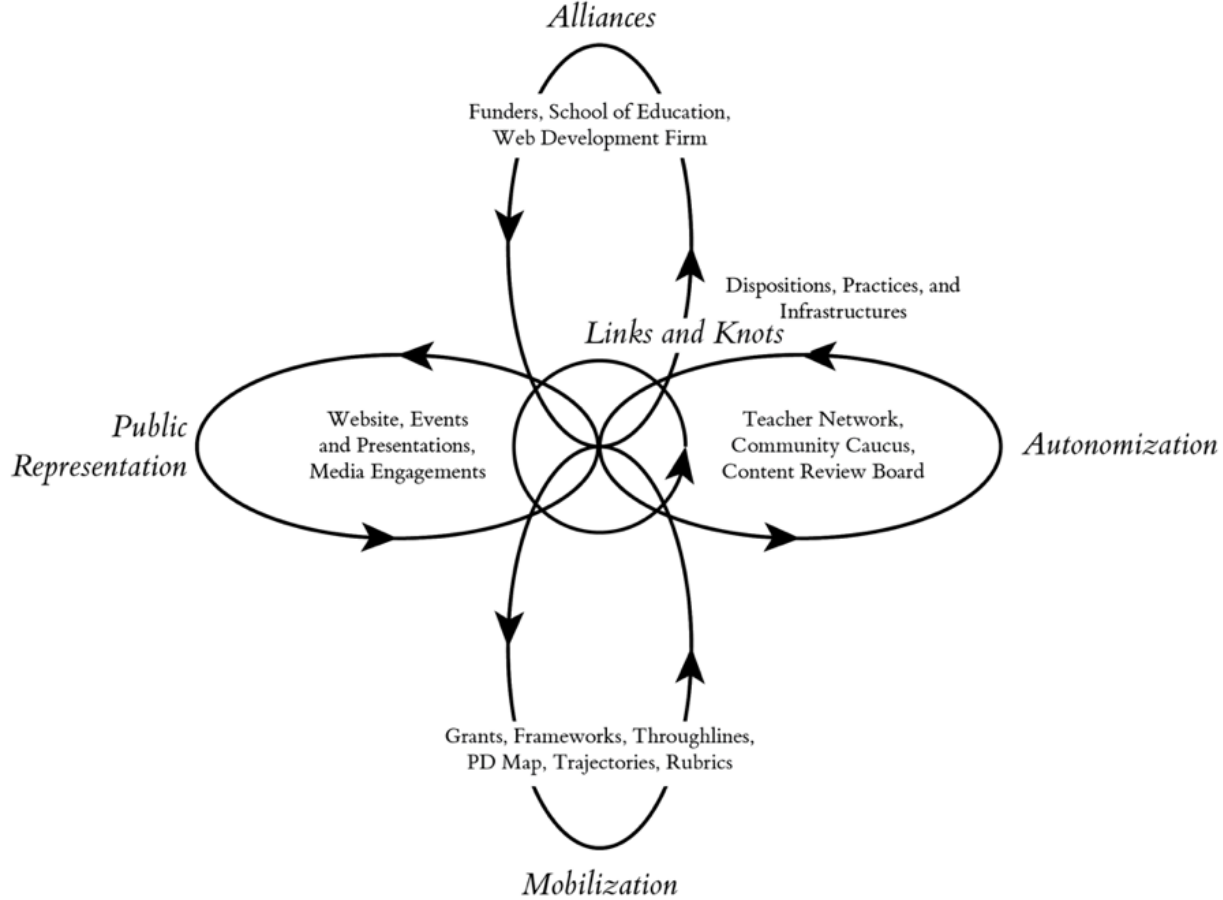 Alliances
Funders, School of Education,
Web Development Firm
Dispositions, Practices, and
Infrastructures
Links and Knots
Public
Representation
Website, Events
and Presentations,
Media Engagements
Teacher Network,
Community Caucus,
Content Review Board
Autonomization
Grants, Frameworks, Throughlines,
PD Map, Trajectories, Rubrics
Mobilization